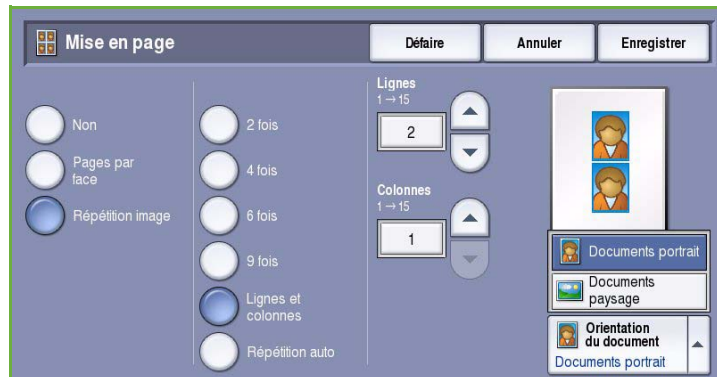 Mise en page
Défaire
Annuler
Enregistrer
Non
Pages par
face
Répétition image
2 fois
4 fois
6 fois
9 fois
Lignes et
colonnes
Répétition auto
Lignes
1 → 15
2
Colonnes
1 → 15
1
Documents portrait
Documents
paysage
Orientation
du document
Documents portrait